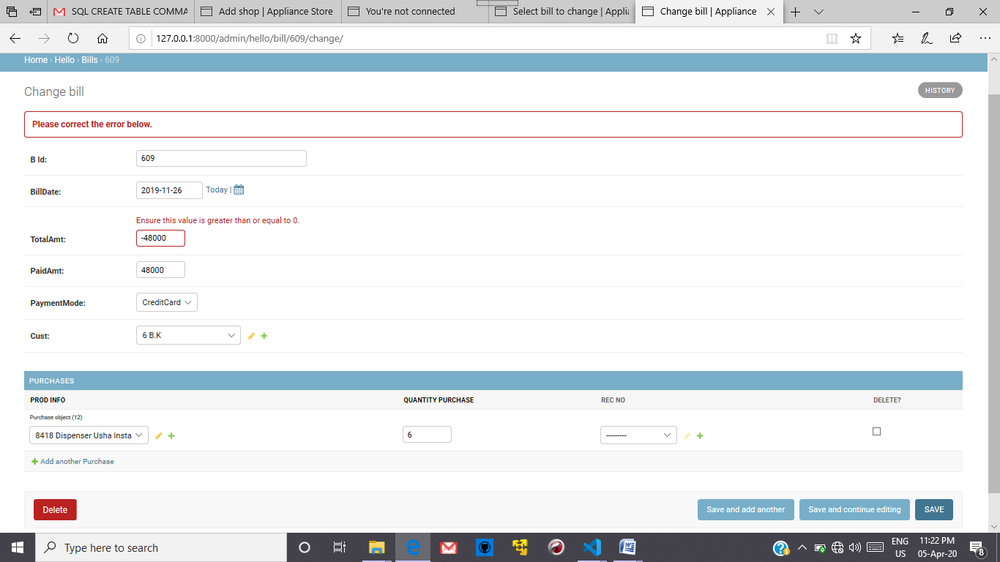 SQL CREATE TABLE COMMA
Add shop | Appliance Store
You're not connected
Select bill to change | Appli
Change bill | Appliance
127.0.0.1:8000/admin/hello/bill/609/change/
Home › Hello › Bills › 609
Change bill
HISTORY
Please correct the error below.
B Id:
609
BillDate:
2019-11-26
Today |
Ensure this value is greater than or equal to 0.
TotalAmt:
-48000
PaidAmt:
48000
PaymentMode:
CreditCard
Cust:
6 B.K
PURCHASES
PROD INFO
QUANTITY PURCHASE
REC NO
DELETE?
Purchase object (12)
8418 Dispenser Usha Insta
6
---------
Add another Purchase
Delete
Save and add another
Save and continue editing
SAVE
Type here to search
ENG
US
11:22 PM
05-Apr-20
8